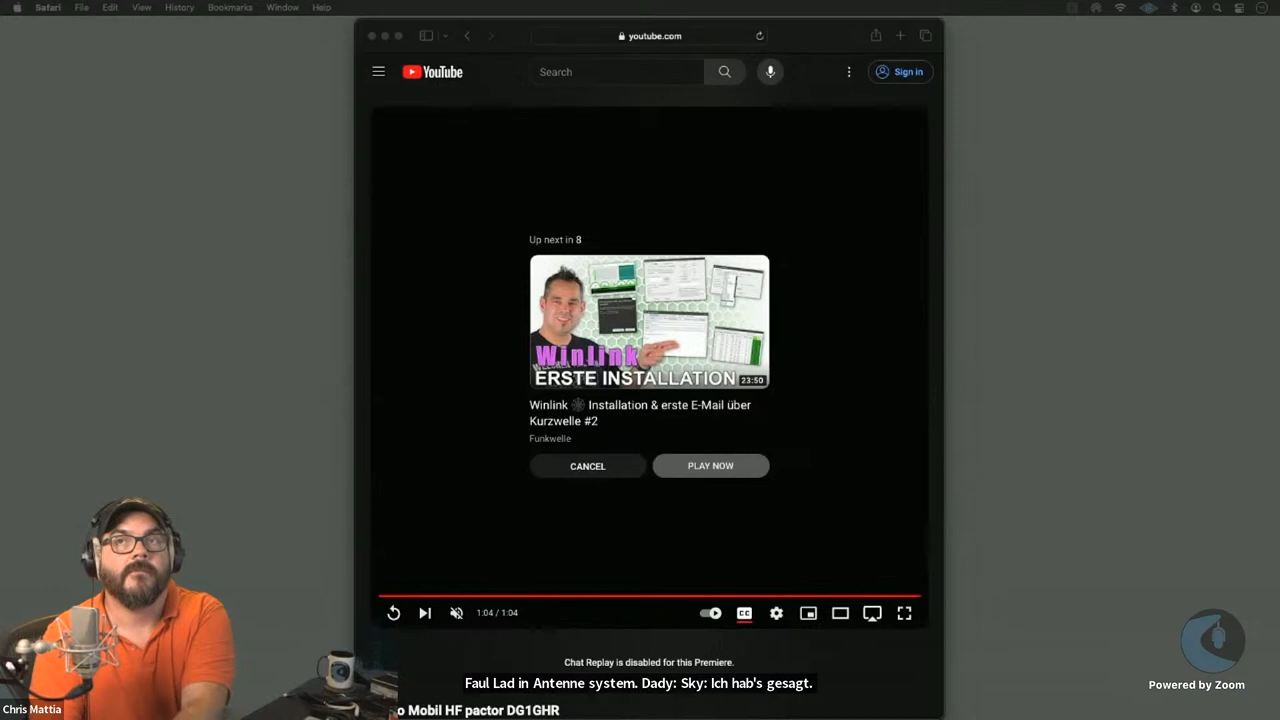 Safari File Edit View History Bookmarks Window Help
youtube.com
YouTube
Search
Sign in
Up next in 8
Winlink
ERSTE INSTALLATION
23:50
Winlink Installation & erste E-Mail über
Kurzwelle #2
Funkwelle
CANCEL PLAY NOW
1:04 / 1:04
CC
Chat Replay is disabled for this Premiere.
Faul Lad in Antenne system. Dady: Sky: Ich hab's gesagt.
Chris Mattia
o Mobil HF pactor DG1GHR
Powered by Zoom